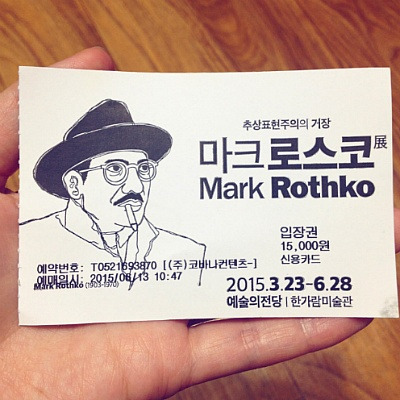 추상표현주의의 거장
마크로스코展
Mark Rothko
입장권
15,000원
신용카드
예약번호: T0521693870 [(주)코바나컨텐츠-]
예매일시: 2015/06/13 10:47
Mark Rothko (1903-1970)
2015.3.23-6.28
예술의전당 | 한가람미술관